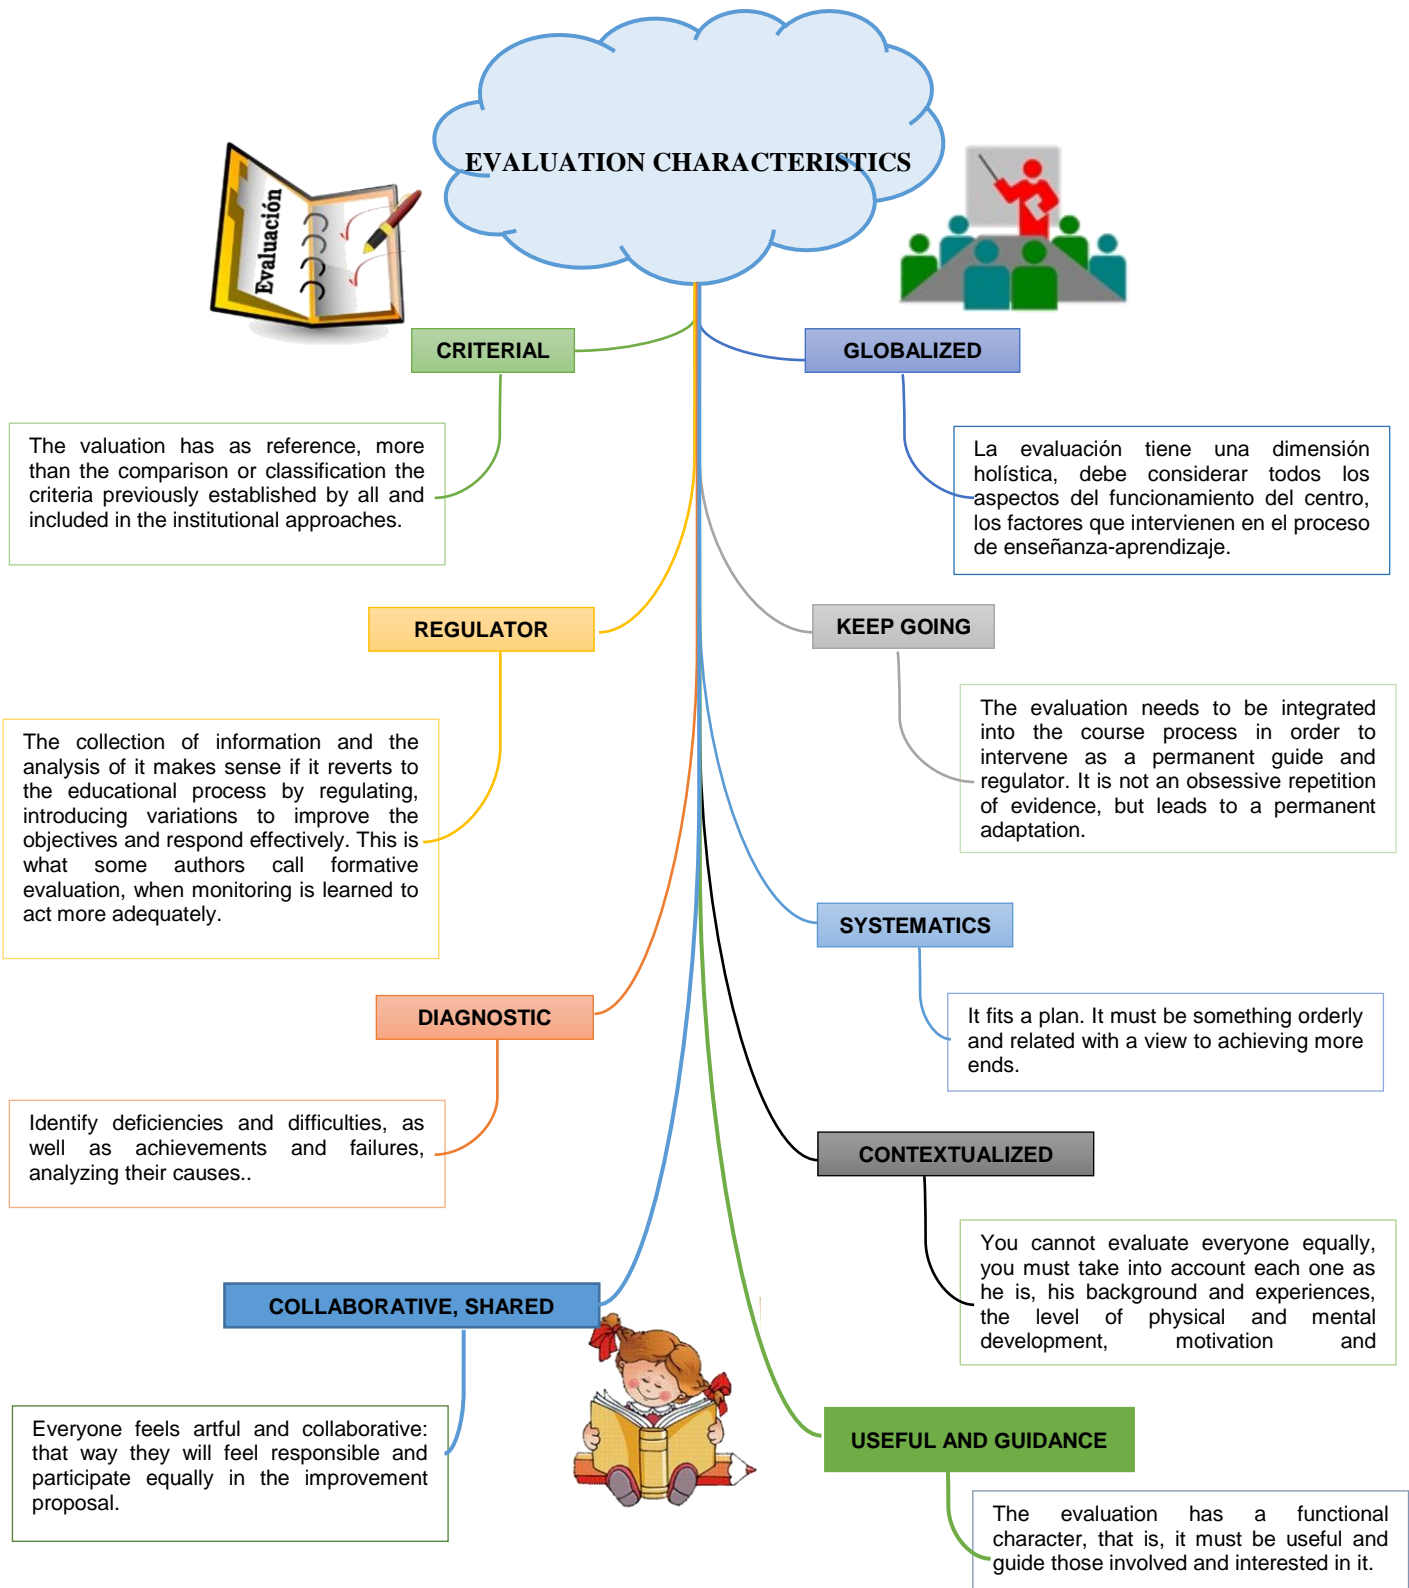 EVALUATION CHARACTERISTICS
Evaluación
CRITERIAL
The valuation has as reference, more
than the comparison or classification the
criteria previously established by all and
included in the institutional approaches.
GLOBALIZED
La evaluación tiene una dimensión
holística, debe considerar todos los
aspectos del funcionamiento del centro,
los factores que intervienen en el proceso
de enseñanza-aprendizaje.
REGULATOR
The collection of information and the
analysis of it makes sense if it reverts to
the educational process by regulating,
introducing variations to improve the
objectives and respond effectively. This is
what some authors call formative
evaluation, when monitoring is learned to
act more adequately.
KEEP GOING
The evaluation needs to be integrated
into the course process in order to
intervene as a permanent guide and
regulator. It is not an obsessive repetition
of evidence, but leads to a permanent
adaptation.
SYSTEMATICS
It fits a plan. It must be something orderly
and related with a view to achieving more
ends.
DIAGNOSTIC
Identify deficiencies and difficulties, as
well as achievements and failures,
analyzing their causes..
CONTEXTUALIZED
You cannot evaluate everyone equally,
you must take into account each one as
he is, his background and experiences,
the level of physical and mental
development, motivation and
COLLABORATIVE, SHARED
Everyone feels artful and collaborative:
that way they will feel responsible and
participate equally in the improvement
proposal.
USEFUL AND GUIDANCE
The evaluation has a functional
character, that is, it must be useful and
guide those involved and interested in it.